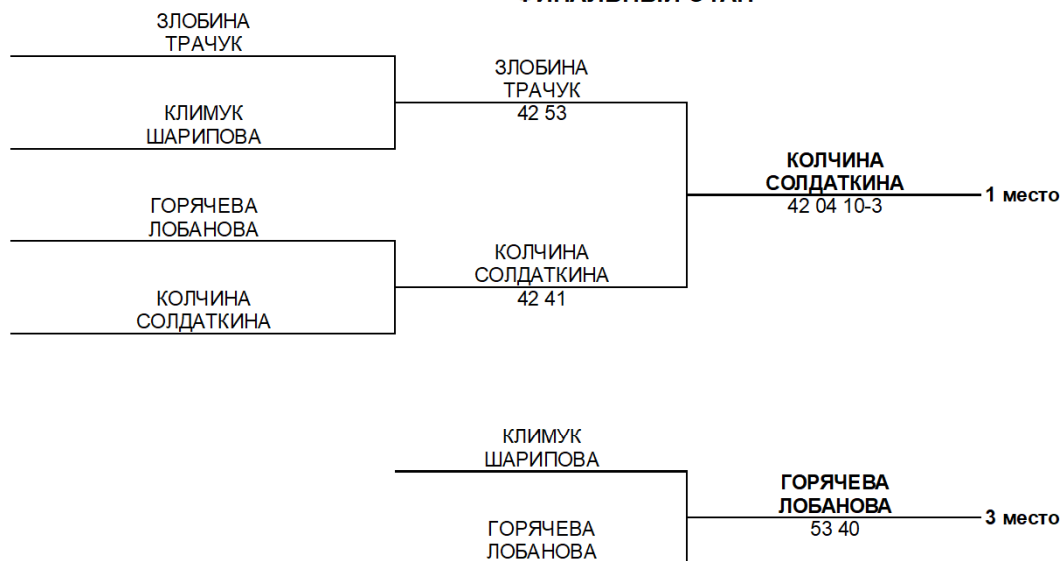 ЗЛОБИНА
ТРАЧУК
ЗЛОБИНА
ТРАЧУК
42 53
КЛИМУК
ШАРИПОВА
КОЛЧИНА
СОЛДАТКИНА
42 04 10-3
1 место
ГОРЯЧЕВА
ЛОБАНОВА
КОЛЧИНА
СОЛДАТКИНА
42 41
КОЛЧИНА
СОЛДАТКИНА
КЛИМУК
ШАРИПОВА
ГОРЯЧЕВА
ЛОБАНОВА
53 40
3 место
ГОРЯЧЕВА
ЛОБАНОВА